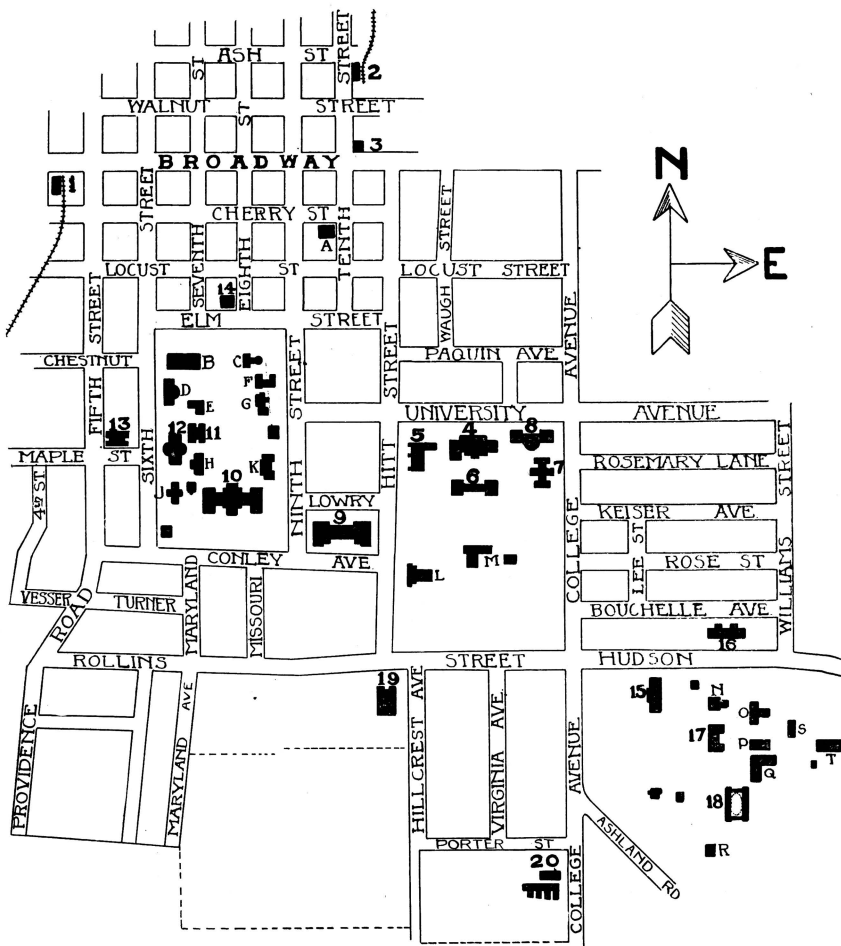 ASH ST
STREET
ST
2
WALNUT STREET
ST
3
BROADWAY
N
1
STREET
CHERRY ST
STREET
A
SEVENTH
EIGHTH
TENTH
LOCUST ST
LOCUST STREET
E
14
STREET
WAUGH
ELM STREET
AVENUE
CHESTNUT
B
C
PAQUIN AVE
STREET
STREET
D
F
E
G
UNIVERSITY AVENUE
FIFTH
13
12
11
5
4
8
MAPLE ST
SIXTH
H
K
HITT
ROSEMARY LANE
STREET
7
10
6
J
4TH ST.
NINTH
LOWRY
9
KEISER AVE.
CONLEY AVE
COLLEGE
LEE ST
ROSE ST
M
L
VESSER
TURNER
ROAD
MARYLAND
MISSOURI
BOUCHELLE AVE.
WILLIAMS
16
ROLLINS STREET
HUDSON
19
15
N
AVE
AVE
AVE.
O
S
17
P
T
Q
PROVIDENCE
MARYLAND
HILLCREST
VIRGINIA
AVENUE
18
ASHLAND RD
PORTER ST
R
20
COLLEGE